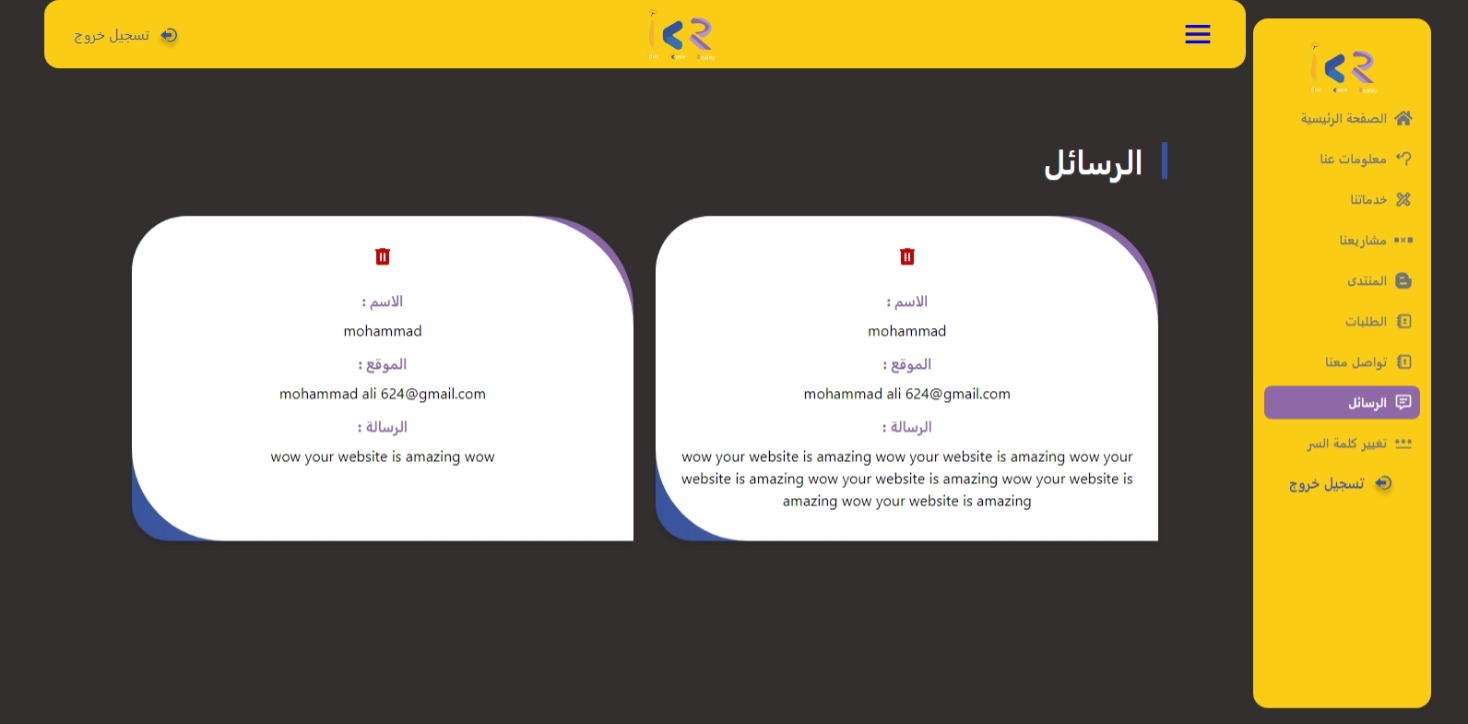 تسجيل خروج
iKR
iKR
الصفحة الرئيسية
معلومات عنا
خدماتنا
مشاريعنا
المنتدى
الطلبات
تواصل معنا
الرسائل
تغيير كلمة السر
تسجيل خروج
الرسائل
الاسم :
mohammad
الموقع :
mohammad ali 624@gmail.com
الرسالة :
wow your website is amazing wow your website is amazing wow your
website is amazing wow your website is amazing wow your website is
amazing wow your website is amazing
الاسم :
mohammad
الموقع :
mohammad ali 624@gmail.com
الرسالة :
wow your website is amazing wow